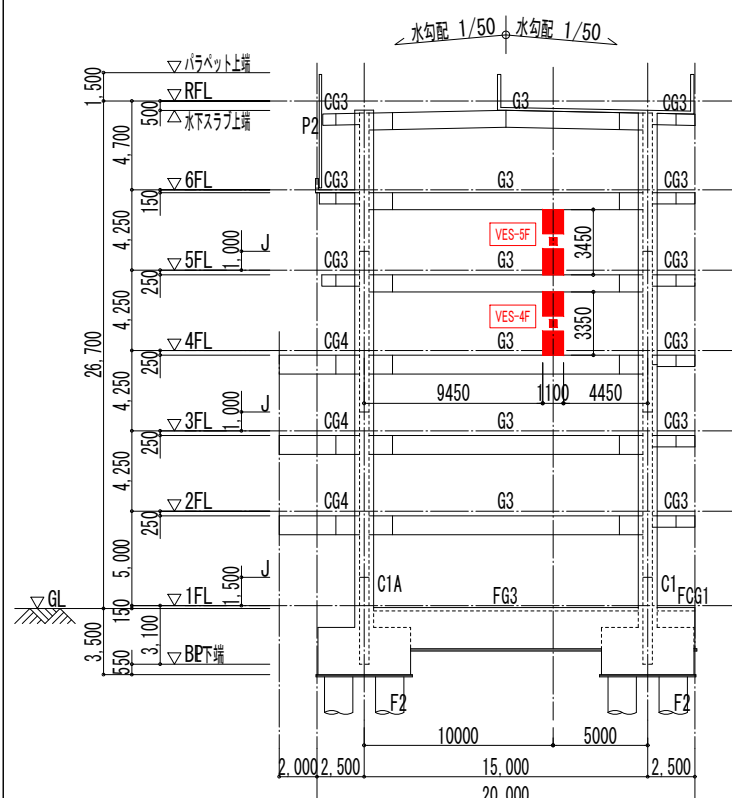 水勾配 1/50 水勾配 1/50
1,500
▽パラペット上端
▽RFL
500
△水下スラブ上端
CG3 G3 CG3
P2
4,700
▽6FL
150
CG3 G3 CG3
4,250
VES-5F
3450
1,000 J
▽5FL
250
CG3 G3 CG3
4,250
VES-4F
3350
26,700
▽4FL
250
CG4 G3 CG3
9450 1100 4450
4,250
1,000 J
▽3FL
250
CG4 G3 CG3
4,250
▽2FL
250
CG4 G3 CG3
5,000
1,500 J
C1A C1
▽GL
150
▽1FL
FG3 FCG1
3,500
3,100
550
▽BP下端
F2 F2
10000 5000
2,000 2,500 15,000 2,500
20,000